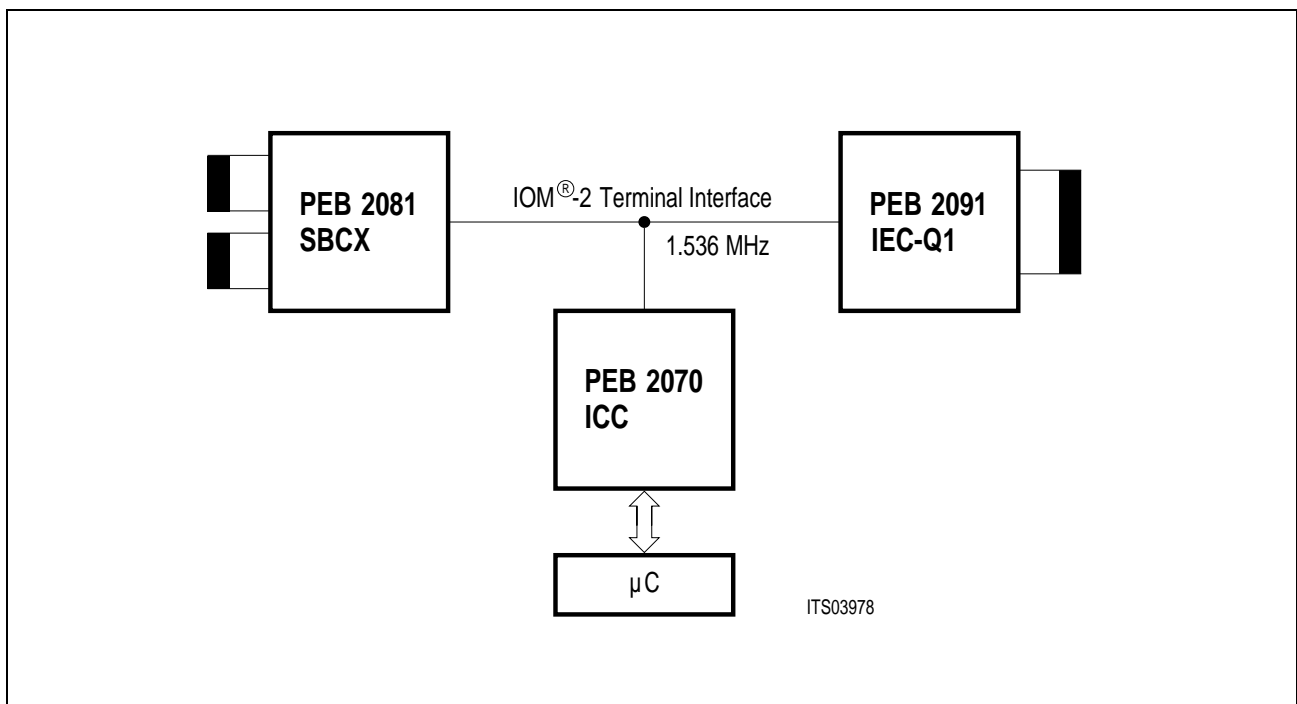 PEB 2081
SBCX
IOM®-2 Terminal Interface
1.536 MHz
PEB 2091
IEC-Q1
PEB 2070
ICC
µC
ITS03978